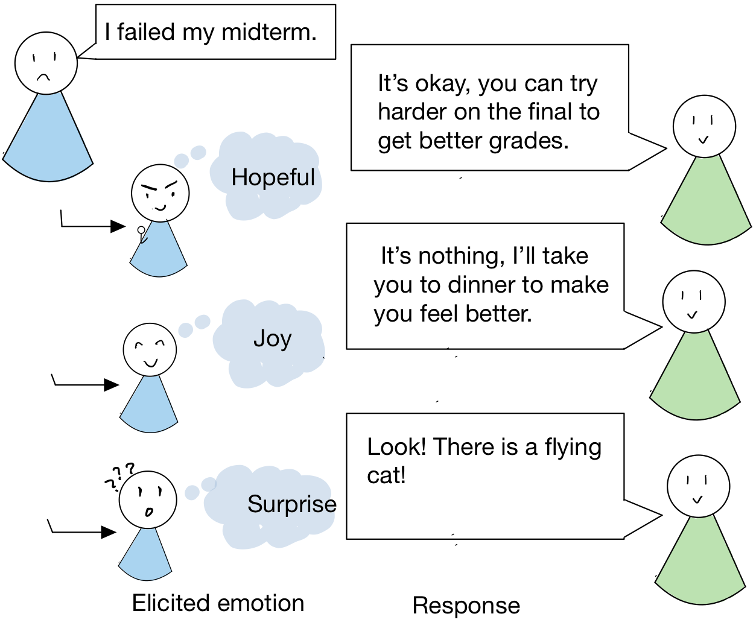 I failed my midterm.
It's okay, you can try
harder on the final to
get better grades.
Hopeful
It's nothing, I'll take
you to dinner to make
you feel better.
Joy
Look! There is a flying
cat!
???
Surprise
Elicited emotion
Response